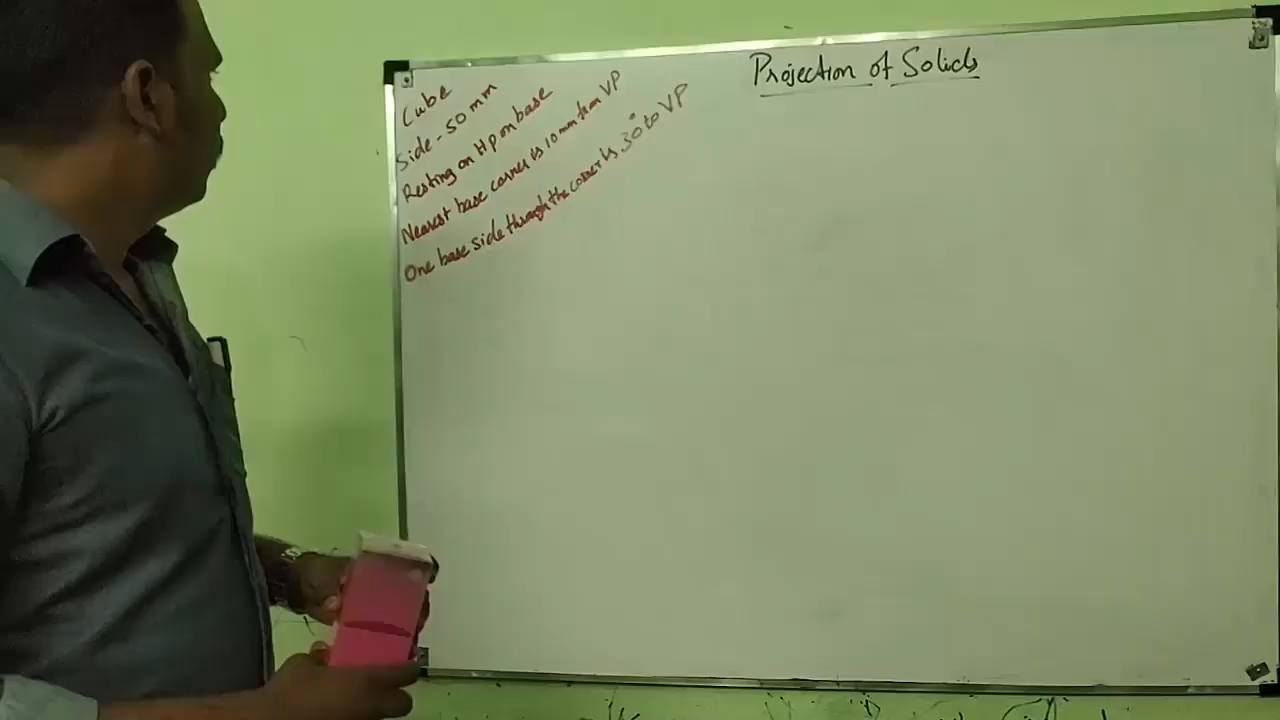 Projection of Solids
Cube
Side - 50 mm
Resting on HP on base
Nearest base corner is 10 mm from VP
One base side through the corner is 30° to VP